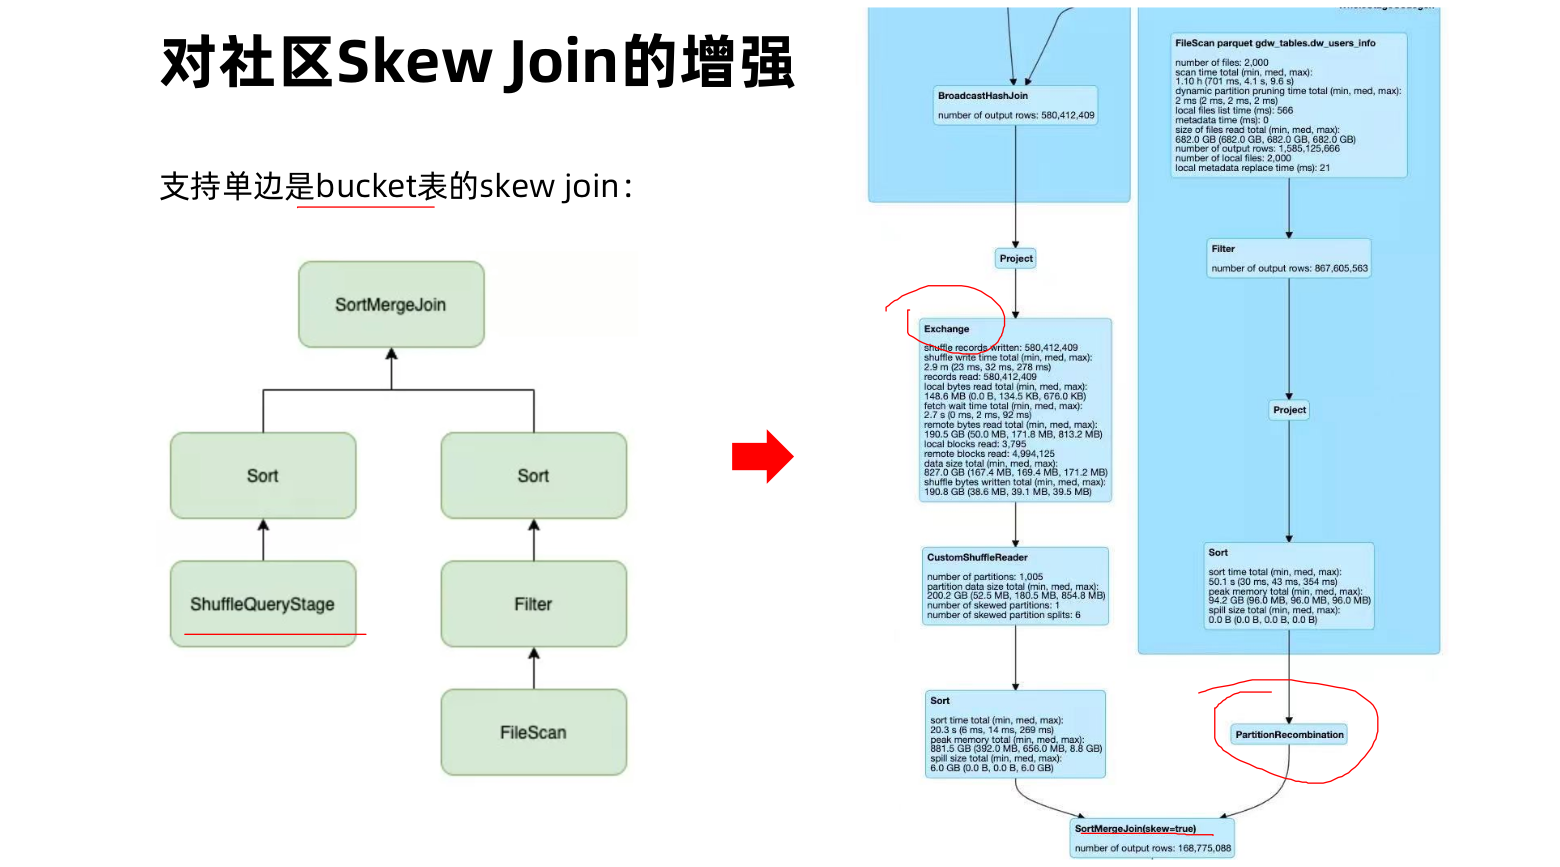 对社区Skew Join的增强
支持单边是bucket表的skew join：
SortMergeJoin
Sort
Sort
ShuffleQueryStage
Filter
FileScan
BroadcastHashJoin
number of output rows: 580,412,409
Project
Exchange
shuffle records written: 580,412,409
shuffle write time total (min, med, max):
2.9 m (23 ms, 32 ms, 278 ms)
records read: 580,412,409
local bytes read total (min, med, max):
148.6 MB (0.0 B, 134.5 KB, 676.0 KB)
fetch wait time total (min, med, max):
2.7 s (0 ms, 2 ms, 92 ms)
remote bytes read total (min, med, max):
190.5 GB (50.0 MB, 171.8 MB, 813.2 MB)
local blocks read: 3,795
remote blocks read: 4,994,125
data size total (min, med, max):
827.0 GB (167.4 MB, 169.4 MB, 171.2 MB)
shuffle bytes written total (min, med, max):
190.8 GB (38.6 MB, 39.1 MB, 39.5 MB)
CustomShuffleReader
number of partitions: 1,005
partition data size total (min, med, max):
200.2 GB (52.5 MB, 180.5 MB, 854.8 MB)
number of skewed partitions: 1
number of skewed partition splits: 6
Sort
sort time total (min, med, max):
20.3 s (6 ms, 14 ms, 269 ms)
peak memory total (min, med, max):
881.5 GB (392.0 MB, 656.0 MB, 8.8 GB)
spill size total (min, med, max):
6.0 GB (0.0 B, 0.0 B, 6.0 GB)
FileScan parquet gdw_tables.dw_users_info
number of files: 2,000
scan time total (min, med, max):
1.10 h (701 ms, 4.1 s, 9.6 s)
dynamic partition pruning time total (min, med, max):
2 ms (2 ms, 2 ms, 2 ms)
local files list time (ms): 566
metadata time (ms): 0
size of files read total (min, med, max):
682.0 GB (682.0 GB, 682.0 GB, 682.0 GB)
number of output rows: 1,585,125,666
number of local files: 2,000
local metadata replace time (ms): 21
Filter
number of output rows: 867,605,563
Project
Sort
sort time total (min, med, max):
50.1 s (30 ms, 43 ms, 354 ms)
peak memory total (min, med, max):
94.2 GB (96.0 MB, 96.0 MB, 96.0 MB)
spill size total (min, med, max):
0.0 B (0.0 B, 0.0 B, 0.0 B)
PartitionRecombination
SortMergeJoin(skew=true)
number of output rows: 168,775,088